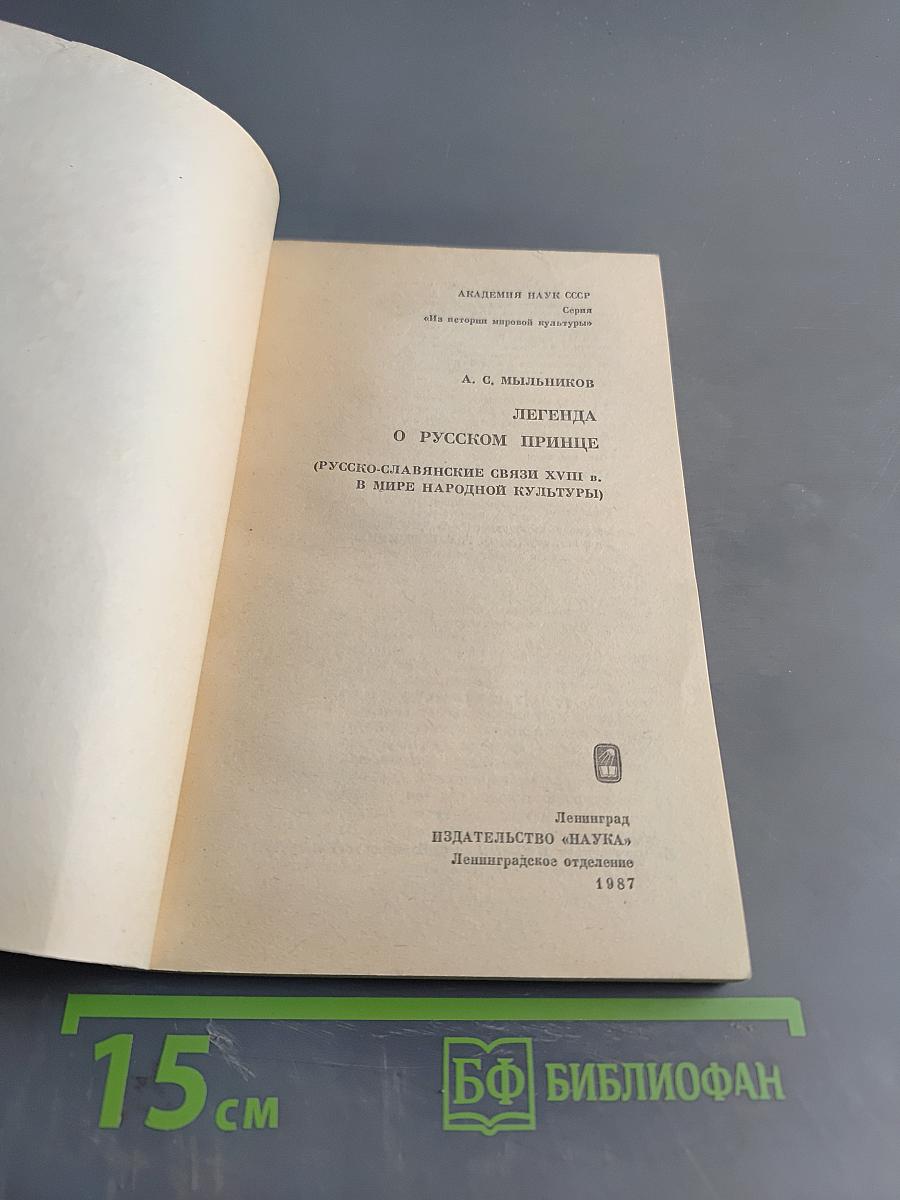 АКАДЕМИЯ НАУК СССР
Серия
«Из истории мировой культуры»
А. С. МЫЛЬНИКОВ
ЛЕГЕНДА
О РУССКОМ ПРИНЦЕ
(РУССКО-СЛАВЯНСКИЕ СВЯЗИ XVIII в.
В МИРЕ НАРОДНОЙ КУЛЬТУРЫ)
Ленинград
ИЗДАТЕЛЬСТВО «НАУКА»
Ленинградское отделение
1987
15 см
БФ БИБЛИОФАН